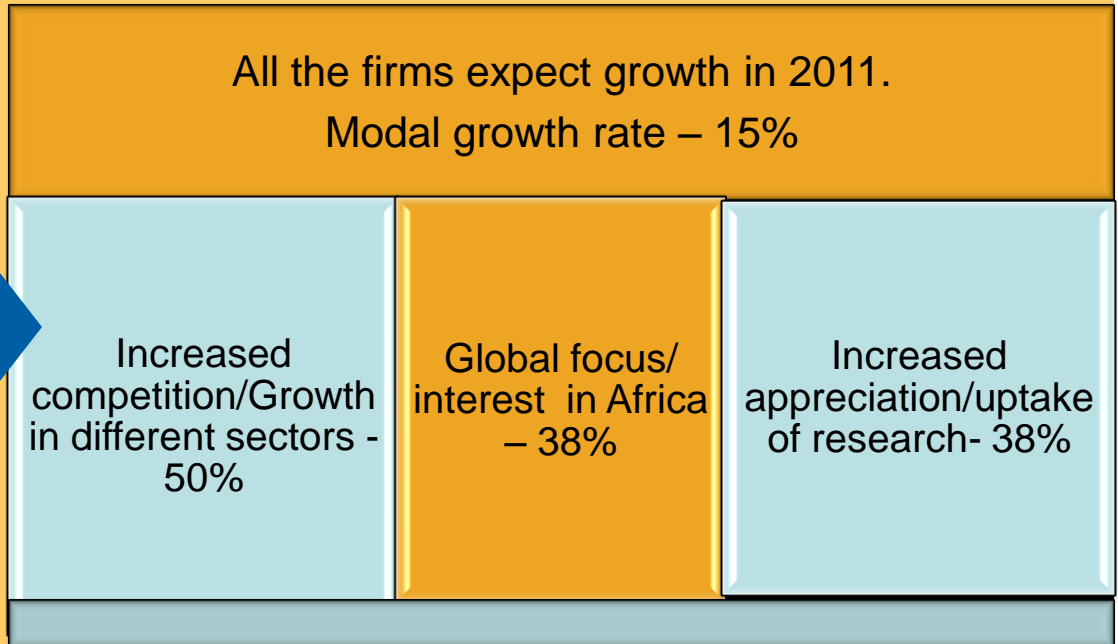 All the firms expect growth in 2011.
Modal growth rate – 15%
Increased
competition/Growth
in different sectors -
50%
Global focus/
interest  in Africa
– 38%
Increased
appreciation/uptake
of research- 38%